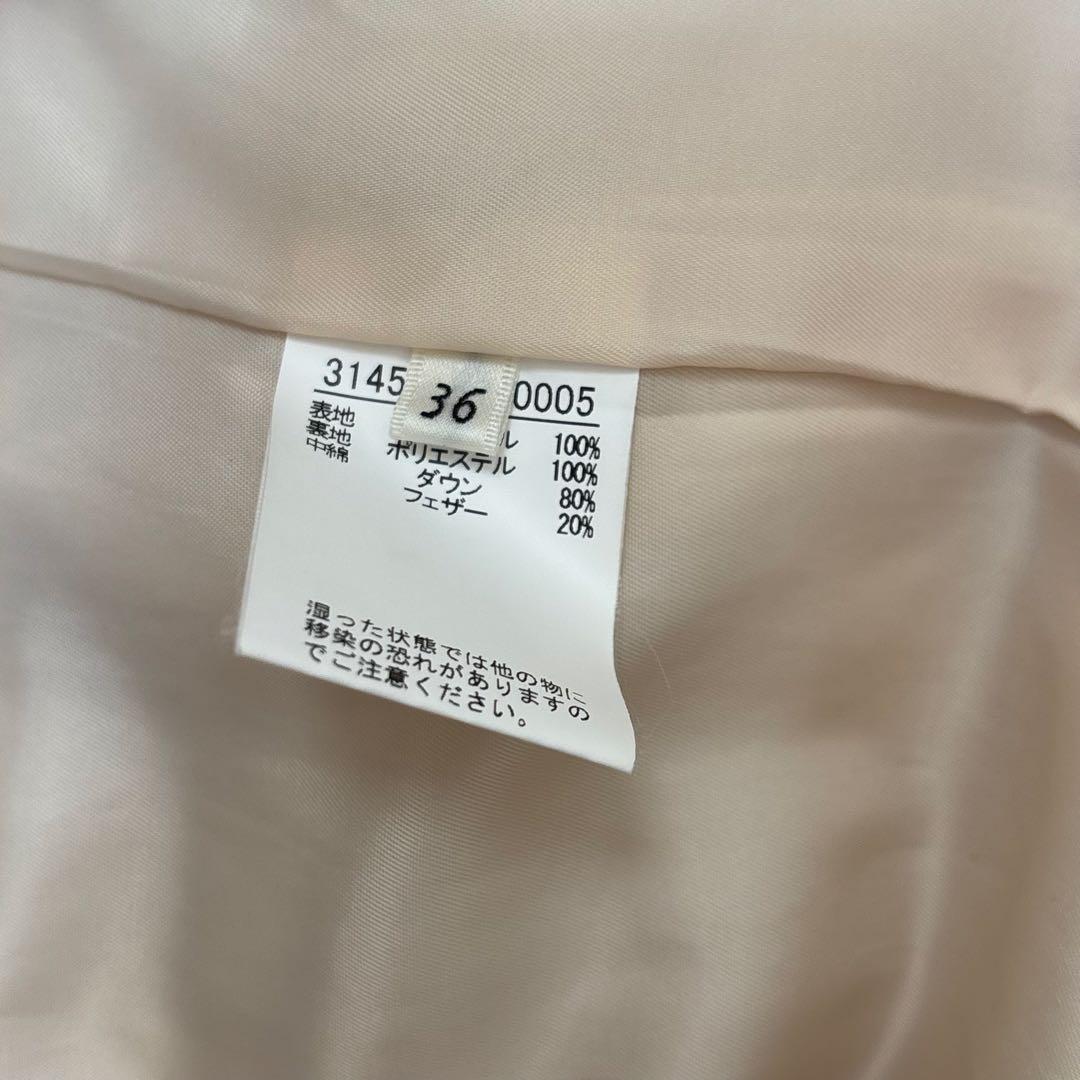 3145
36
0005
表地 ル 100%
裏地 ポリエステル 100%
中綿 ダウン 80%
フェザー 20%
湿った状態では他の物に
移染の恐れがありますの
でご注意ください。